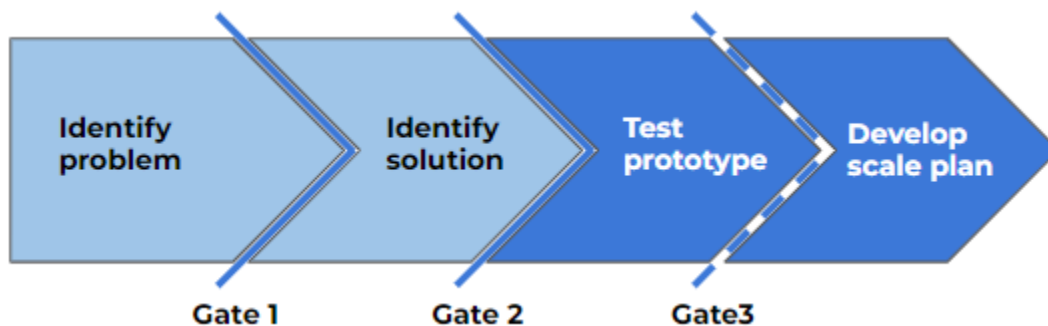 Identify
problem
Identify
solution
Test
prototype
Develop
scale plan
Gate 1
Gate 2
Gate3